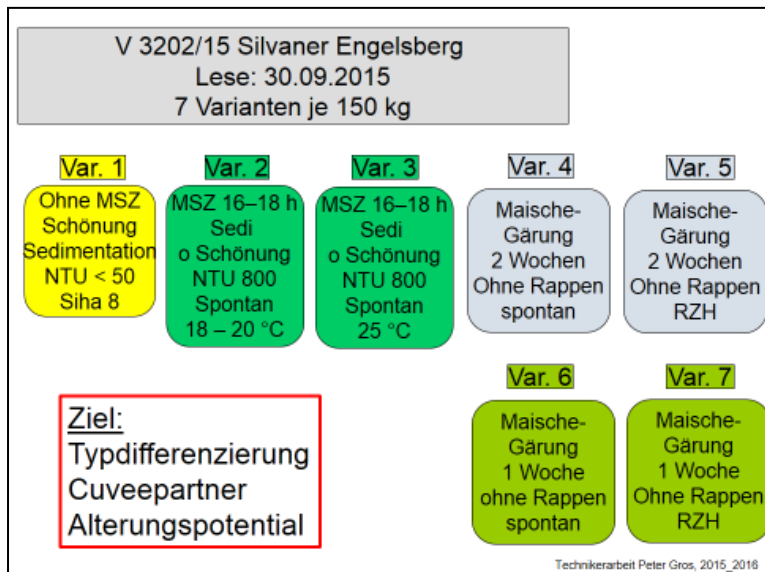 V 3202/15 Silvaner Engelsberg
Lese: 30.09.2015
7 Varianten je 150 kg
Var. 1
Ohne MSZ
Schönung
Sedimentation
NTU < 50
Siha 8
Var. 2
MSZ 16–18 h
Sedi
o Schönung
NTU 800
Spontan
18 – 20 °C
Var. 3
MSZ 16–18 h
Sedi
o Schönung
NTU 800
Spontan
25 °C
Var. 4
Maische-
Gärung
2 Wochen
Ohne Rappen
spontan
Var. 5
Maische-
Gärung
2 Wochen
Ohne Rappen
RZH
Var. 6
Maische-
Gärung
1 Woche
ohne Rappen
spontan
Var. 7
Maische-
Gärung
1 Woche
Ohne Rappen
RZH
Ziel:
Typdifferenzierung
Cuveepartner
Alterungspotential
Technikerarbeit Peter Gros, 2015_2016